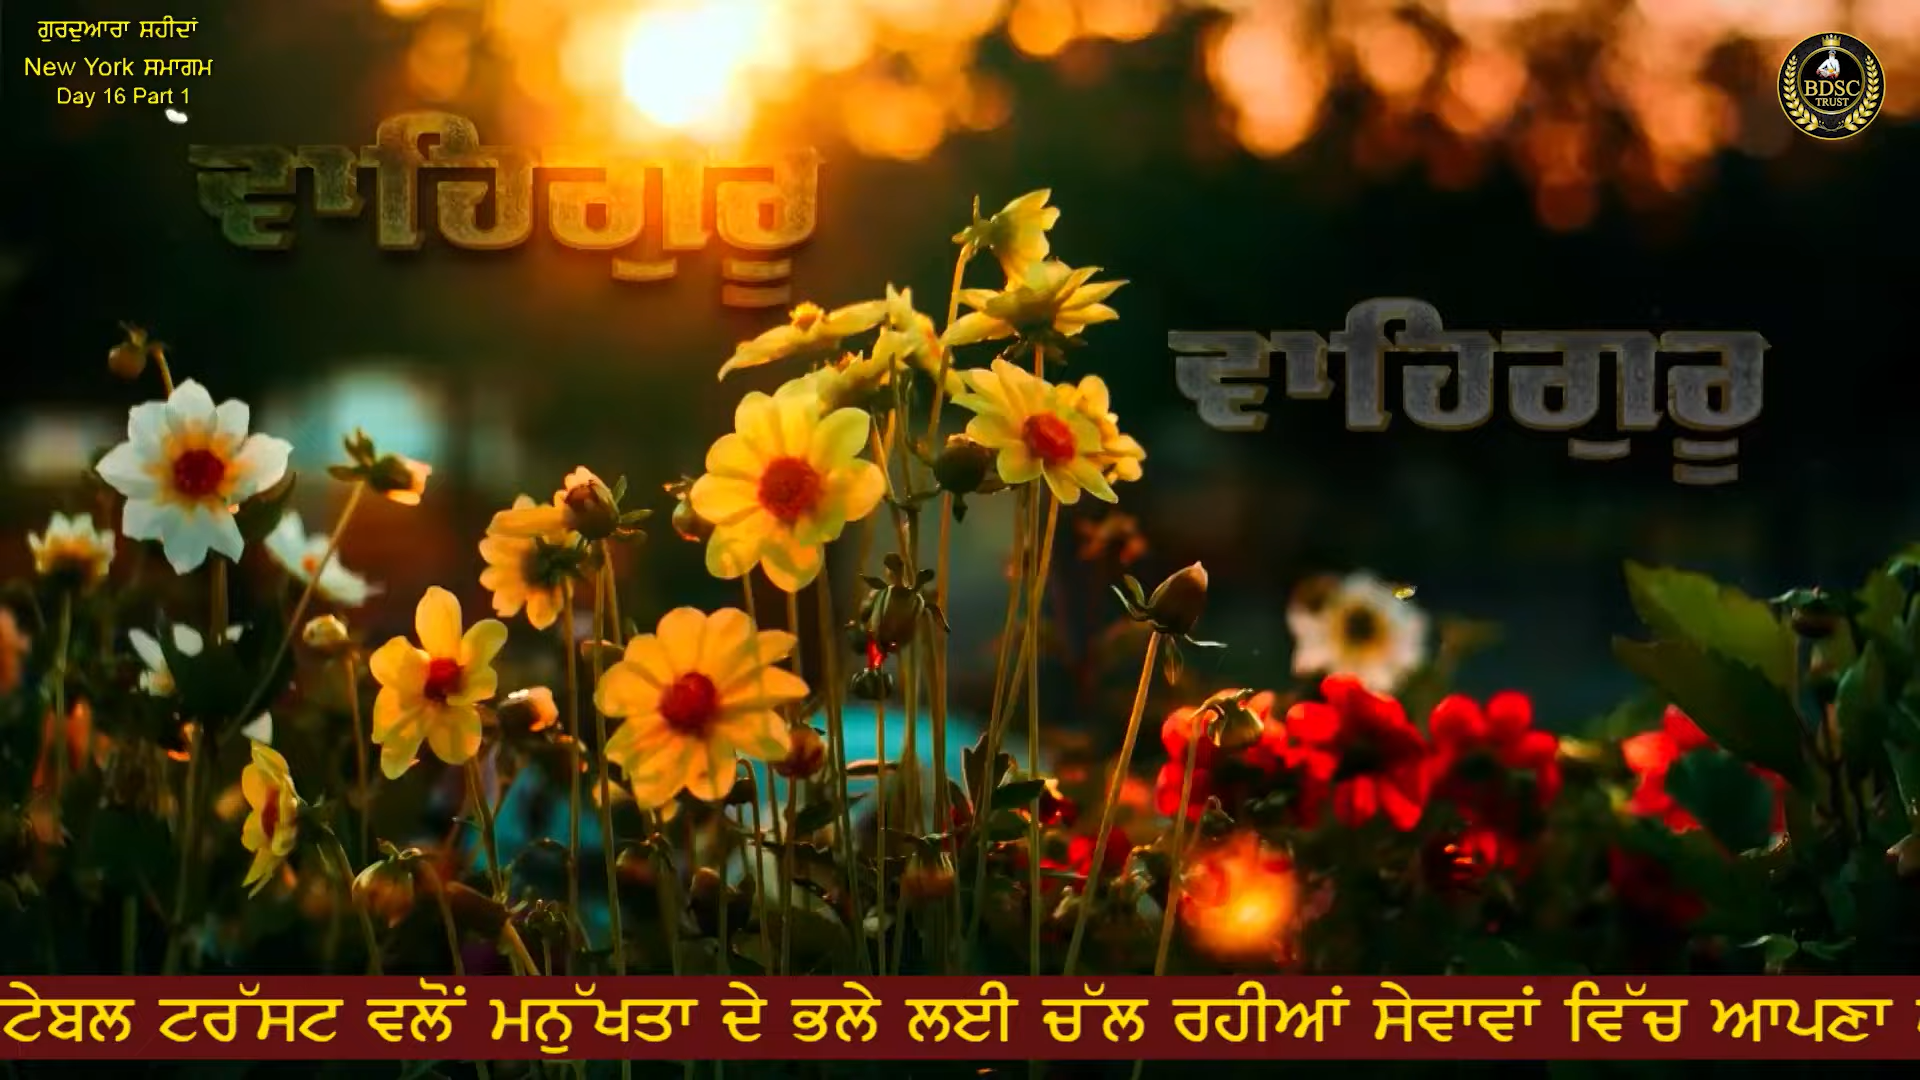 ਗੁਰਦੁਆਰਾ ਸ਼ਹੀਦਾਂ
New York ਸਮਾਗਮ
Day 16 Part 1
BDSC
TRUST
ਵਾਹਿਗੁਰੂ
ਵਾਹਿਗੁਰੂ
ਟੇਬਲ ਟਰੱਸਟ ਵਲੋਂ ਮਨੁੱਖਤਾ ਦੇ ਭਲੇ ਲਈ ਚੱਲ ਰਹੀਆਂ ਸੇਵਾਵਾਂ ਵਿੱਚ ਆਪਣਾ